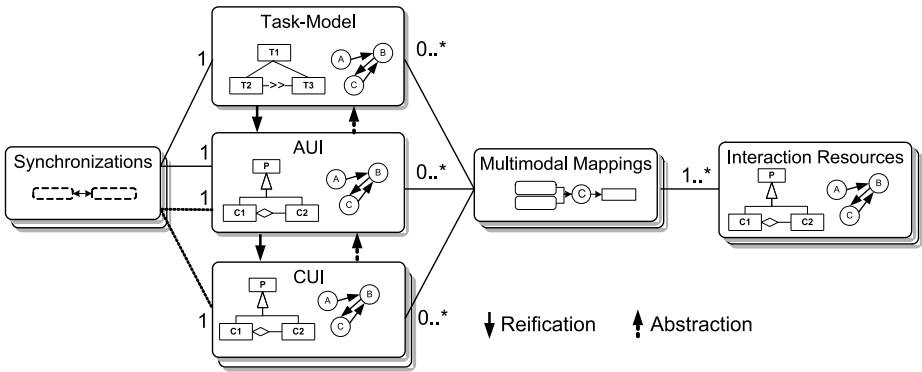 Task-Model
T1
T2
>>
T3
A
B
C
1
0..*
Synchronizations
1
AUI
P
C1
C2
A
B
C
0..*
1
Multimodal Mappings
C
1..*
Interaction Resources
P
C1
C2
A
B
C
CUI
P
C1
C2
A
B
C
1
0..*
Reification
Abstraction